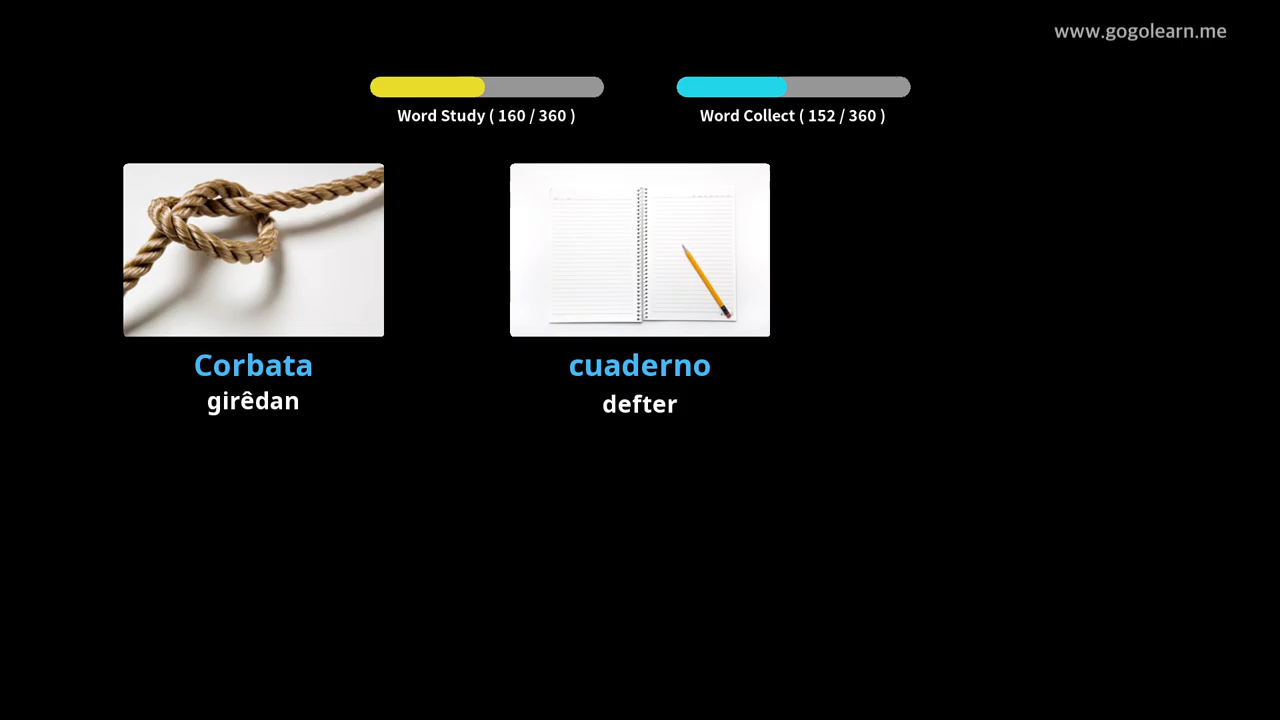 www.gogolearn.me
Word Study ( 160 / 360 )
Word Collect ( 152 / 360 )
Corbata
girêdan
cuaderno
defter